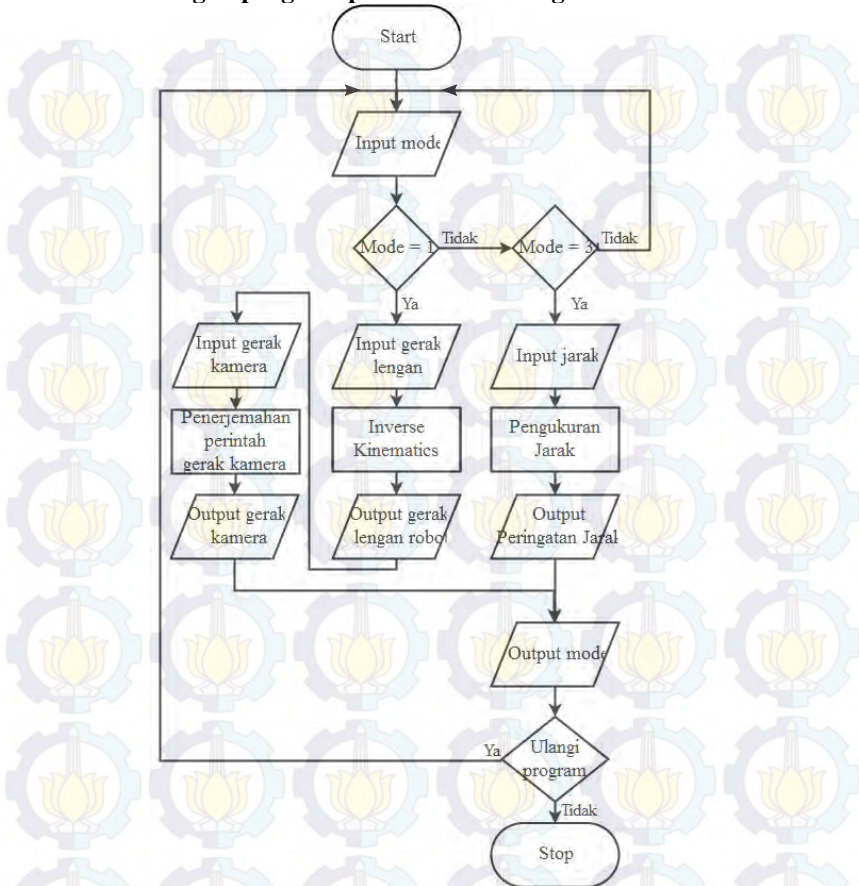 Start
Input mode
Mode = 1
Tidak
Mode = 3
Tidak
Ya
Ya
Input gerak
kamera
Input gerak
lengan
Input jarak
Penerjemahan
perintah
gerak kamera
Inverse
Kinematics
Pengukuran
Jarak
Output gerak
kamera
Output gerak
lengan robot
Output
Peringatan Jarak
Output mode
Ya
Ulangi
program
Tidak
Stop